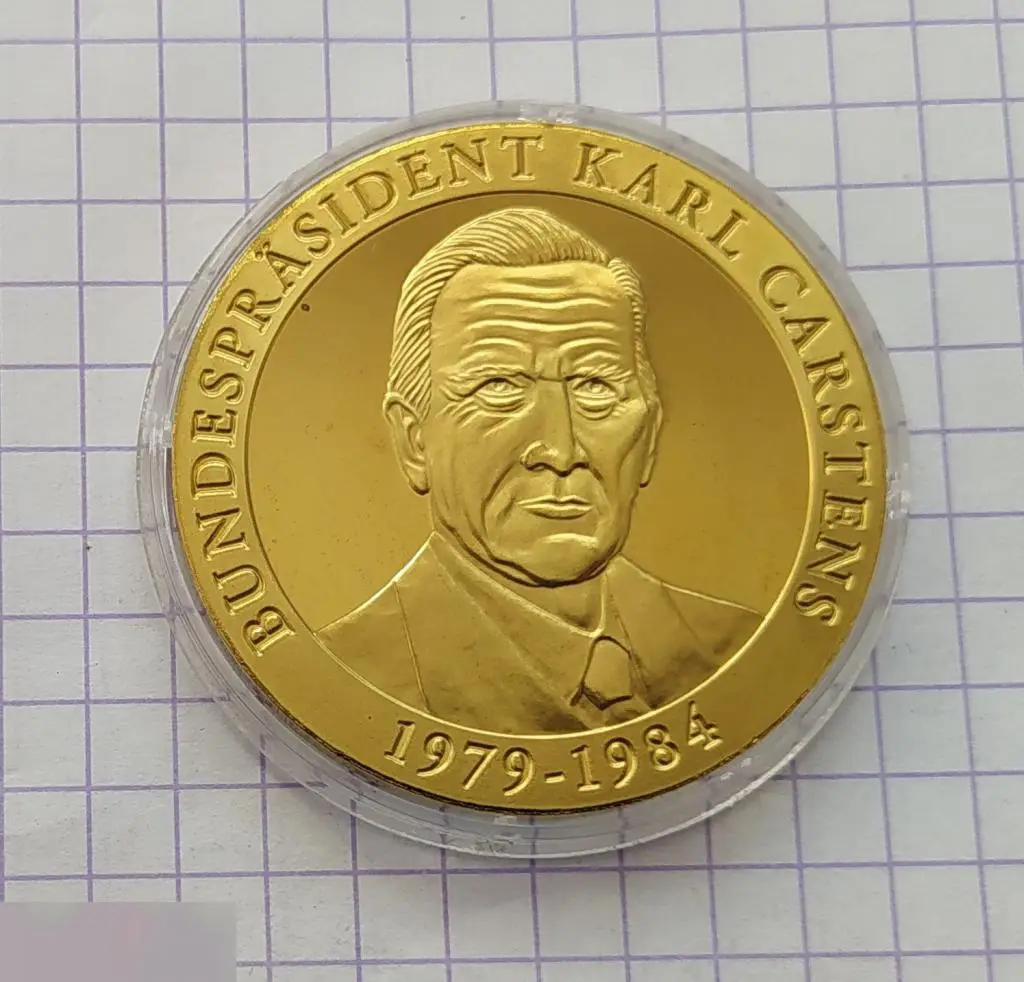 BUNDESPRÄSIDENT KARL CARSTENS
1979-1984